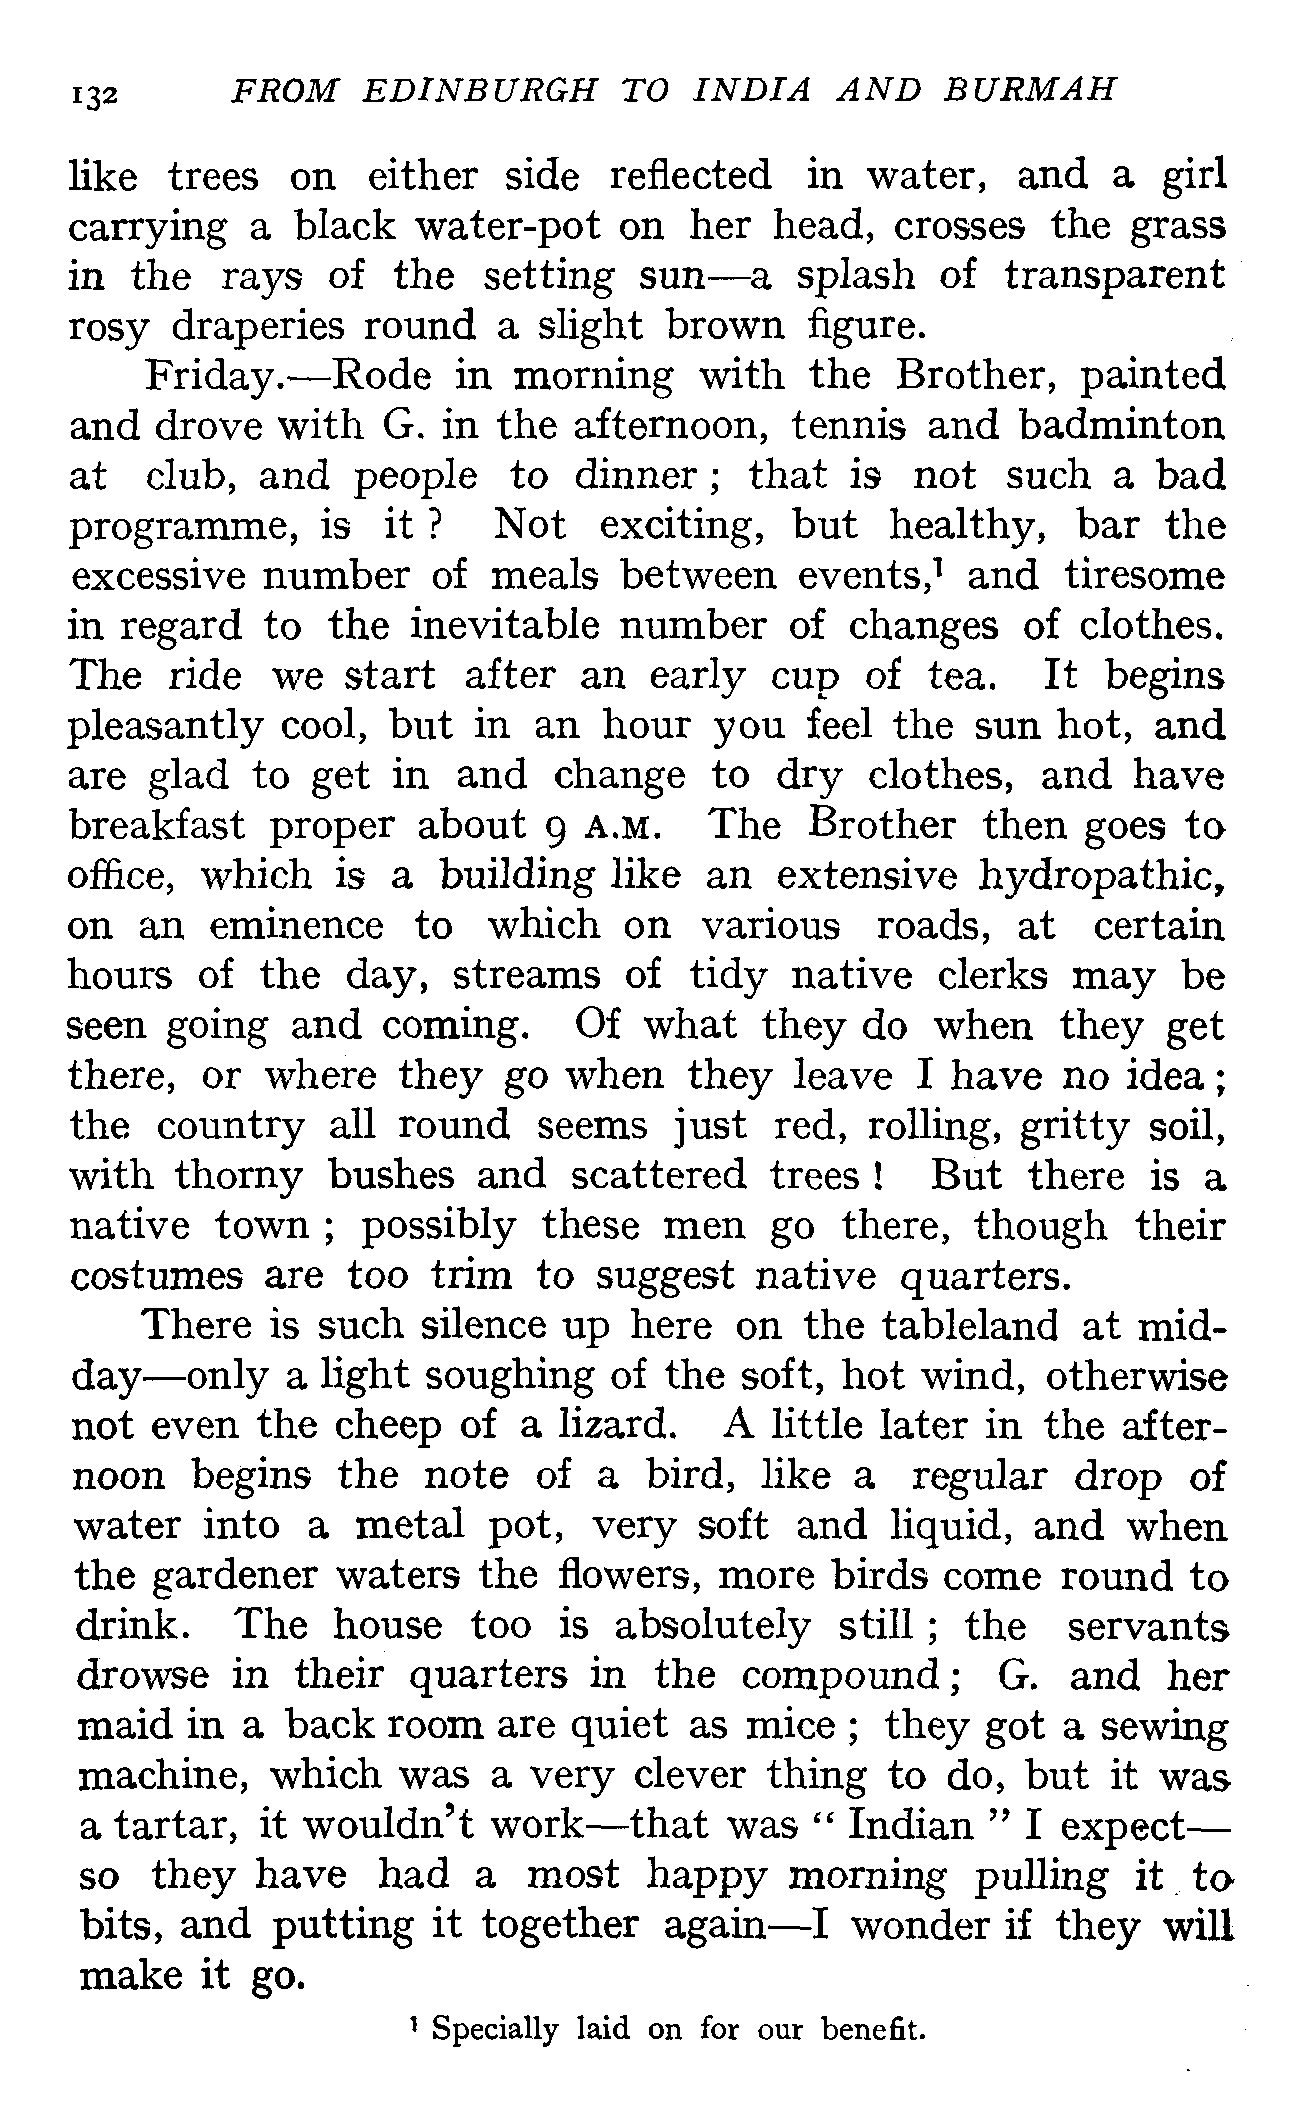 132 FROM EDINBURGH TO INDIA AND BURMAH
like trees on either side reflected in water, and a girl
carrying a black water-pot on her head, crosses the grass
in the rays of the setting sun—a splash of transparent
rosy draperies round a slight brown figure.
Friday.—Rode in morning with the Brother, painted
and drove with G. in the afternoon, tennis and badminton
at club, and people to dinner ; that is not such a bad
programme, is it ? Not exciting, but healthy, bar the
excessive number of meals between events,¹ and tiresome
in regard to the inevitable number of changes of clothes.
The ride we start after an early cup of tea. It begins
pleasantly cool, but in an hour you feel the sun hot, and
are glad to get in and change to dry clothes, and have
breakfast proper about 9 A.M. The Brother then goes to
office, which is a building like an extensive hydropathic,
on an eminence to which on various roads, at certain
hours of the day, streams of tidy native clerks may be
seen going and coming. Of what they do when they get
there, or where they go when they leave I have no idea ;
the country all round seems just red, rolling, gritty soil,
with thorny bushes and scattered trees ! But there is a
native town ; possibly these men go there, though their
costumes are too trim to suggest native quarters.
There is such silence up here on the tableland at mid-
day—only a light soughing of the soft, hot wind, otherwise
not even the cheep of a lizard. A little later in the after-
noon begins the note of a bird, like a regular drop of
water into a metal pot, very soft and liquid, and when
the gardener waters the flowers, more birds come round to
drink. The house too is absolutely still ; the servants
drowse in their quarters in the compound ; G. and her
maid in a back room are quiet as mice ; they got a sewing
machine, which was a very clever thing to do, but it was
a tartar, it wouldn't work—that was “ Indian ” I expect—
so they have had a most happy morning pulling it to
bits, and putting it together again—I wonder if they will
make it go.
¹ Specially laid on for our benefit.